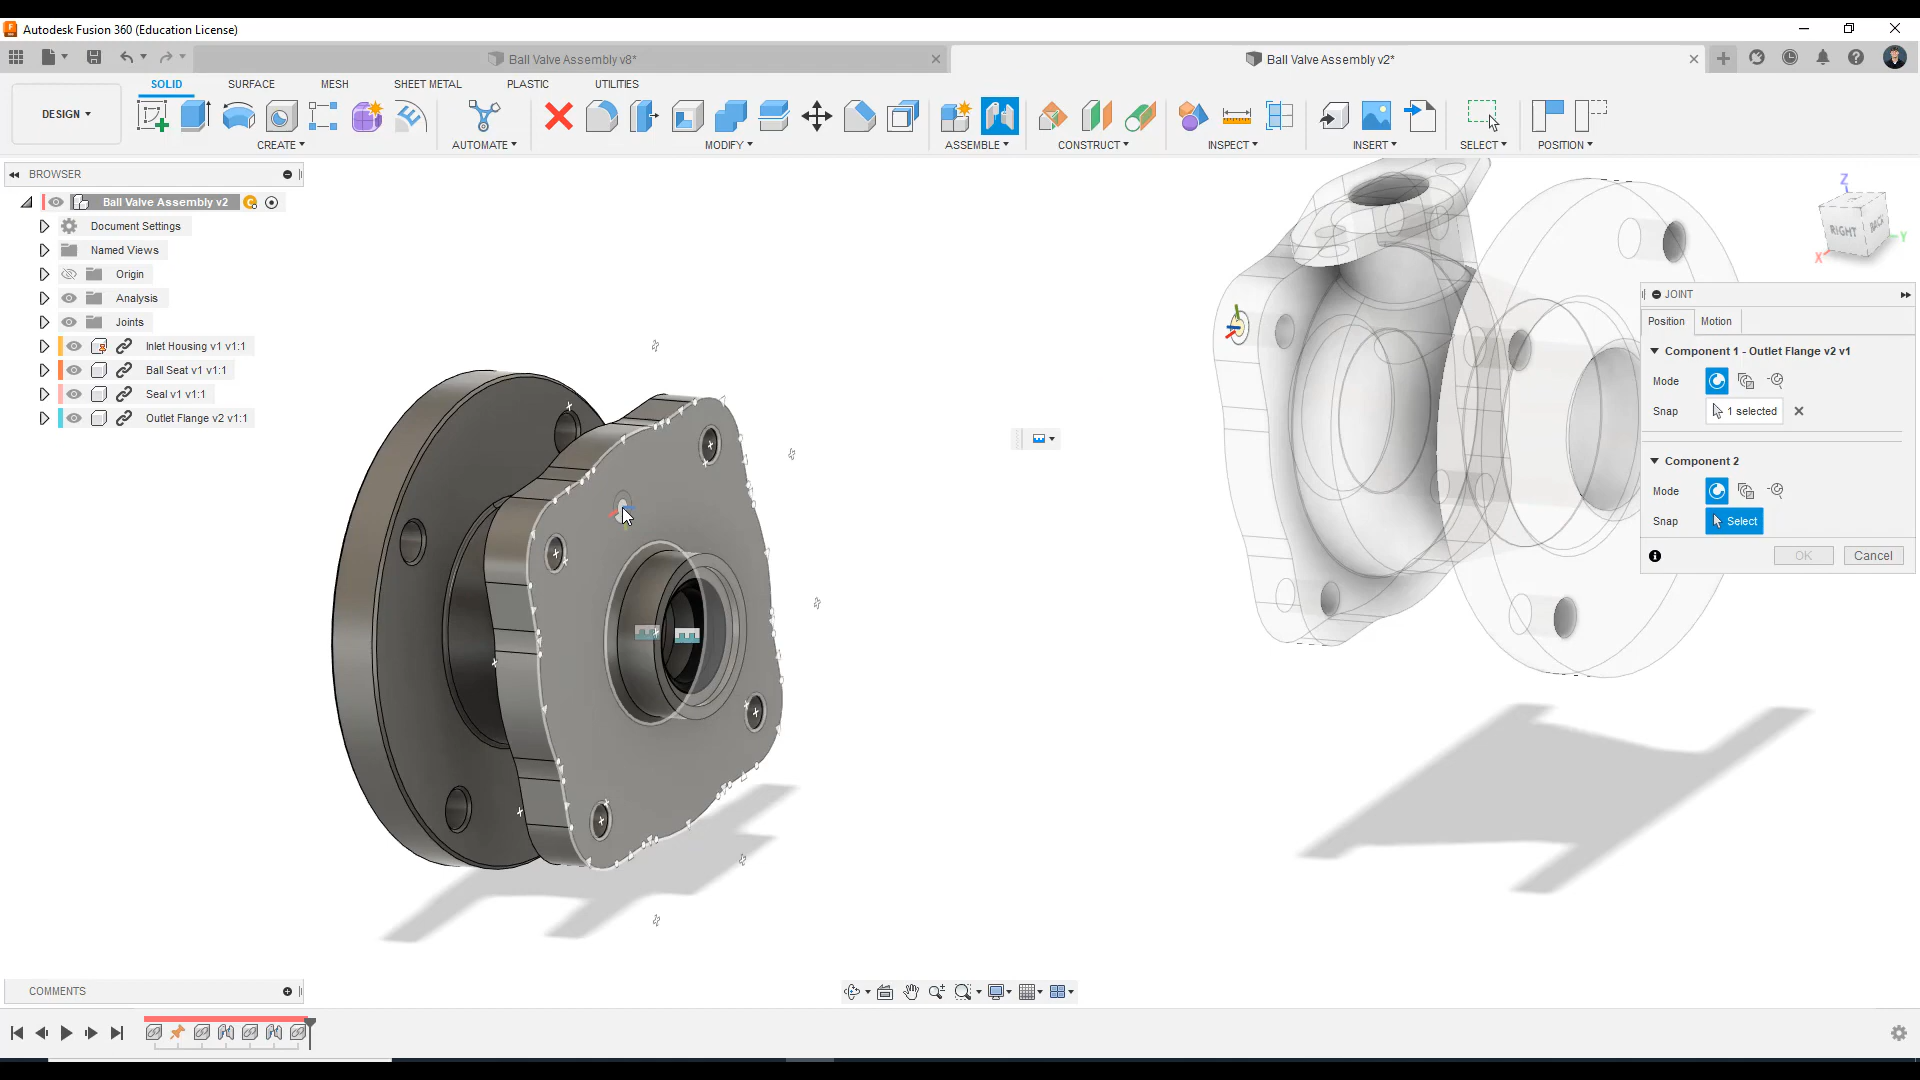 Autodesk Fusion 360 (Education License)
Ball Valve Assembly v8*
Ball Valve Assembly v2*
SOLID
SURFACE
MESH
SHEET METAL
PLASTIC
UTILITIES
DESIGN
CREATE
AUTOMATE
MODIFY
ASSEMBLE
CONSTRUCT
INSPECT
INSERT
SELECT
POSITION
BROWSER
Ball Valve Assembly v2
Document Settings
Named Views
Origin
Analysis
Joints
Inlet Housing v1 v1:1
Ball Seat v1 v1:1
Seal v1 v1:1
Outlet Flange v2 v1:1
Z
RIGHT
BACK
Y
X
JOINT
Position
Motion
Component 1 - Outlet Flange v2 v1
Mode
Snap
1 selected
Component 2
Mode
Snap
Select
OK
Cancel
COMMENTS